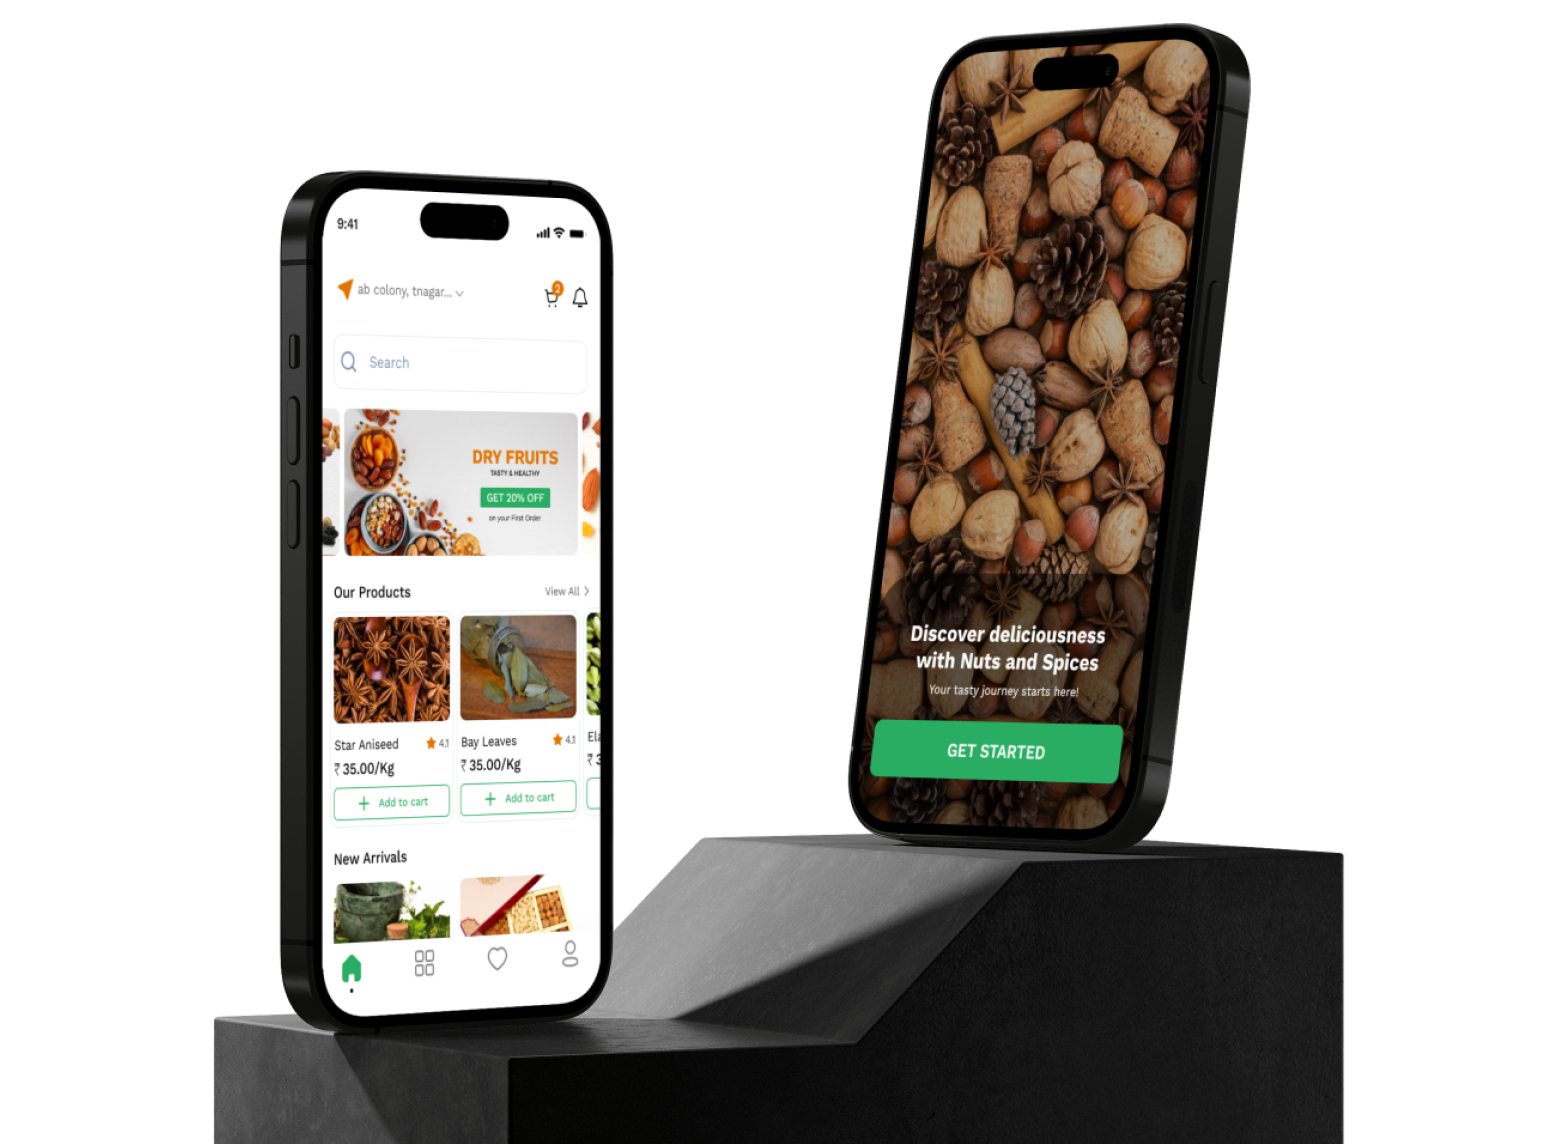 9:41
ab colony, tnagar...
2
Search
DRY FRUITS
TASTY & HEALTHY
GET 20% OFF
on your First Order
Our Products
View All
Star Aniseed
4.1
₹ 35.00/Kg
Add to cart
Bay Leaves
4.1
₹ 35.00/Kg
Add to cart
New Arrivals
Discover deliciousness
with Nuts and Spices
Your tasty journey starts here!
GET STARTED